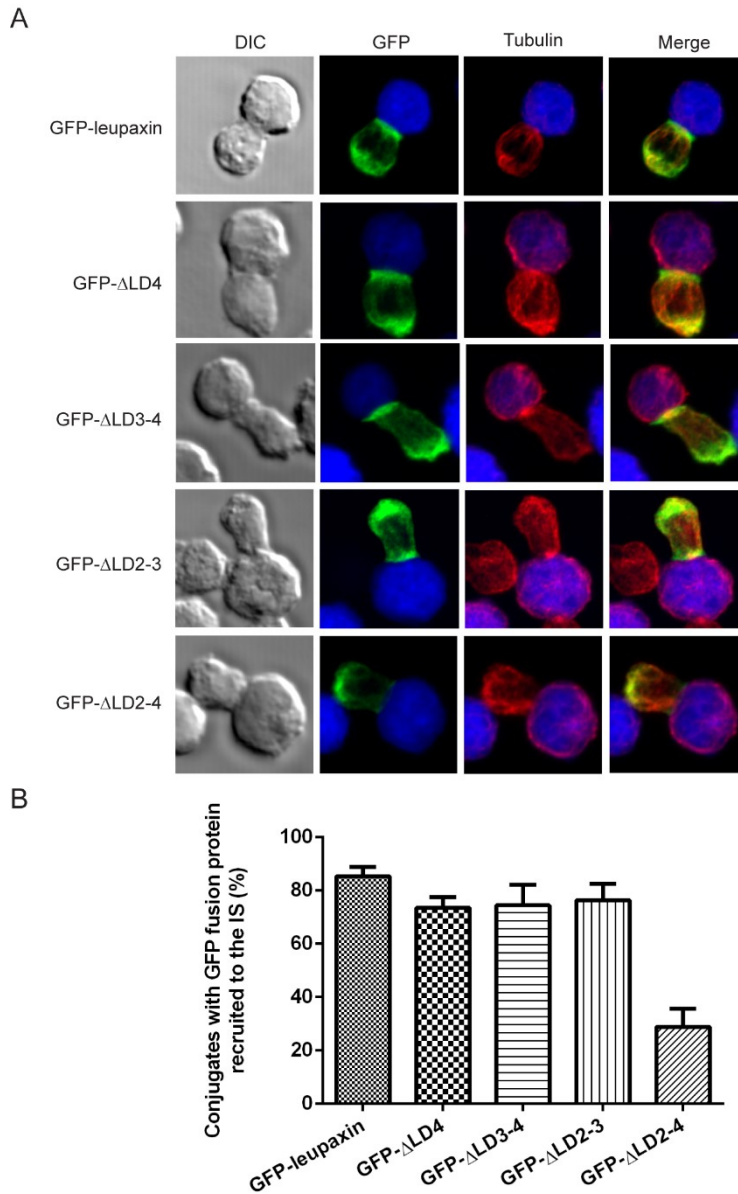 A
DIC GFP Tubulin Merge
GFP-leupaxin
GFP-ΔLD4
GFP-ΔLD3-4
GFP-ΔLD2-3
GFP-ΔLD2-4
B
Conjugates with GFP fusion protein
recruited to the IS (%)
100
80
60
40
20
0
GFP-leupaxin
GFP-ΔLD4
GFP-ΔLD3-4
GFP-ΔLD2-3
GFP-ΔLD2-4